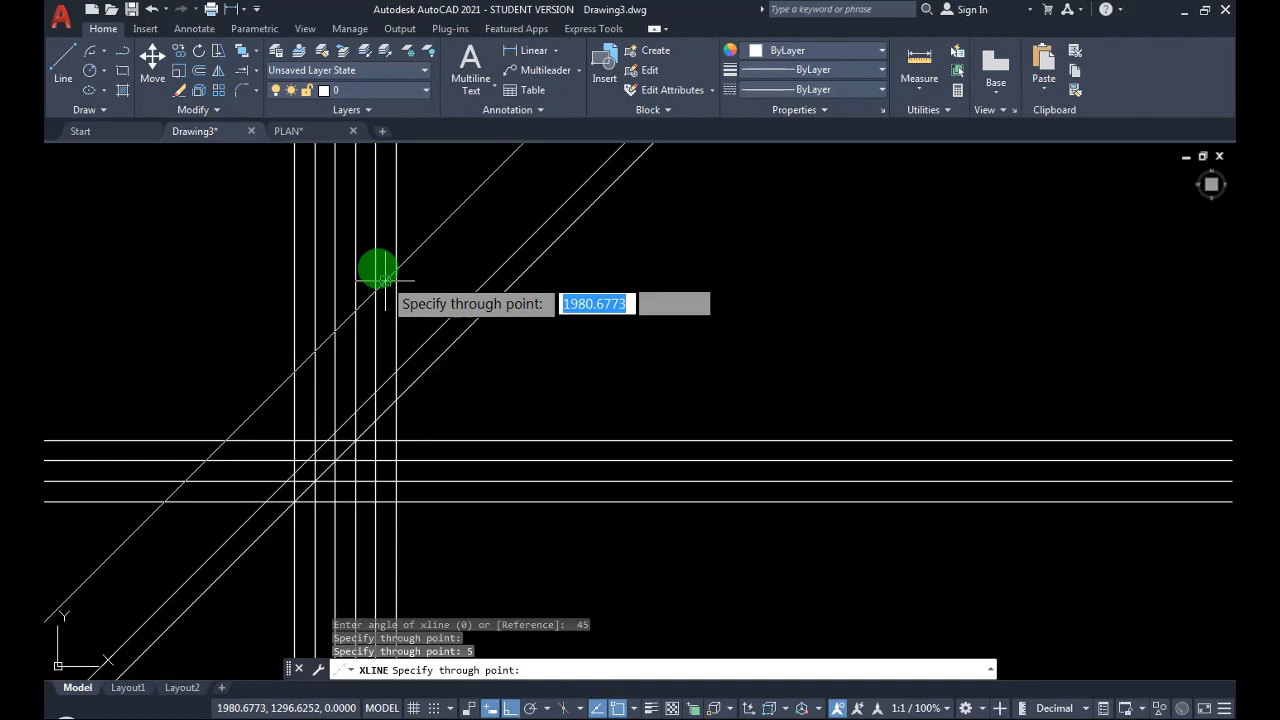 Autodesk AutoCAD 2021 - STUDENT VERSION Drawing3.dwg
Type a keyword or phrase
Sign In
Home Insert Annotate Parametric View Manage Output Plug-ins Featured Apps Express Tools
Line
Move
Unsaved Layer State
0
Multiline
Text
Linear
Multileader
Table
Insert
Create
Edit
Edit Attributes
ByLayer
ByLayer
ByLayer
Measure
Base
Paste
Draw Modify Layers Annotation Block Properties Utilities View Clipboard
Start Drawing3* PLAN*
N
W E
S
Specify through point: 1980.6773
Y
X
Enter angle of xline (0) or [Reference]: 45
Specify through point:
Specify through point: 5
XLINE Specify through point:
Model Layout1 Layout2
1980.6773, 1296.6252, 0.0000 MODEL 1:1 / 100% Decimal